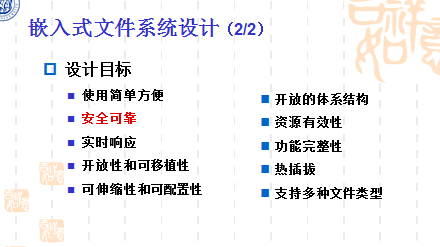 嵌入式文件系统设计（2/2）
设计目标
使用简单方便
安全可靠
实时响应
开放性和可移植性
可伸缩性和可配置性
开放的体系结构
资源有效性
功能完整性
热插拔
支持多种文件类型